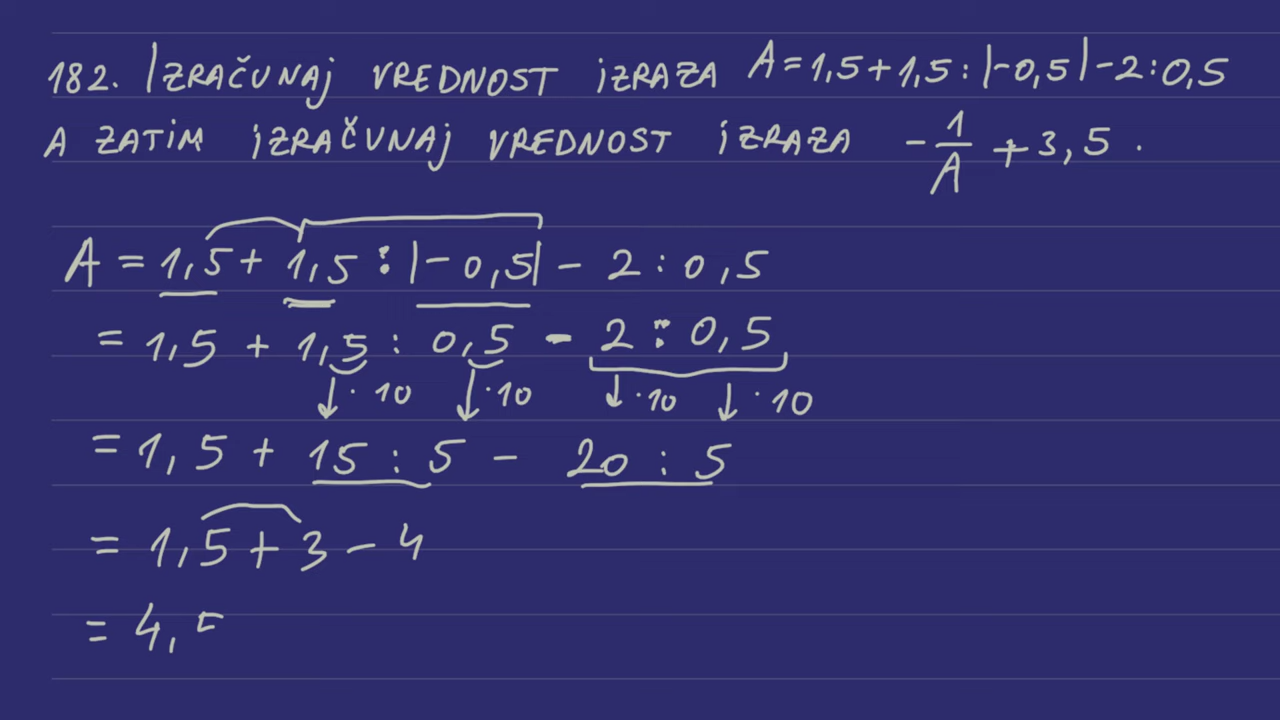 182. IZRAČUNAJ VREDNOST IZRAZA A=1,5+1,5:|-0,5|-2:0,5
A ZATIM IZRAČUNAJ VREDNOST IZRAZA -1/A + 3,5.
A = 1,5 + 1,5 : |-0,5| - 2 : 0,5
= 1,5 + 1,5 : 0,5 - 2 : 0,5
↓·10 ↓·10 ↓·10 ↓·10
= 1,5 + 15 : 5 - 20 : 5
= 1,5 + 3 - 4
= 4,